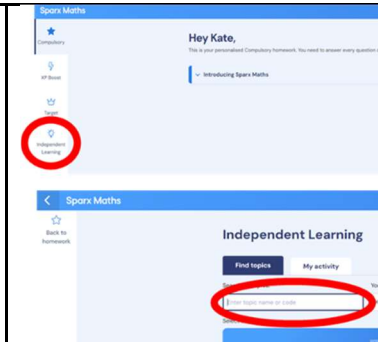 Sparx Maths
Compulsory
Hey Kate,
This is your personalised Compulsory homework. You need to answer every question
Introducing Sparx Maths
XP Boost
Target
Independent
Learning
Sparx Maths
Back to
homework
Independent Learning
Find topics
My activity
Enter topic name or code